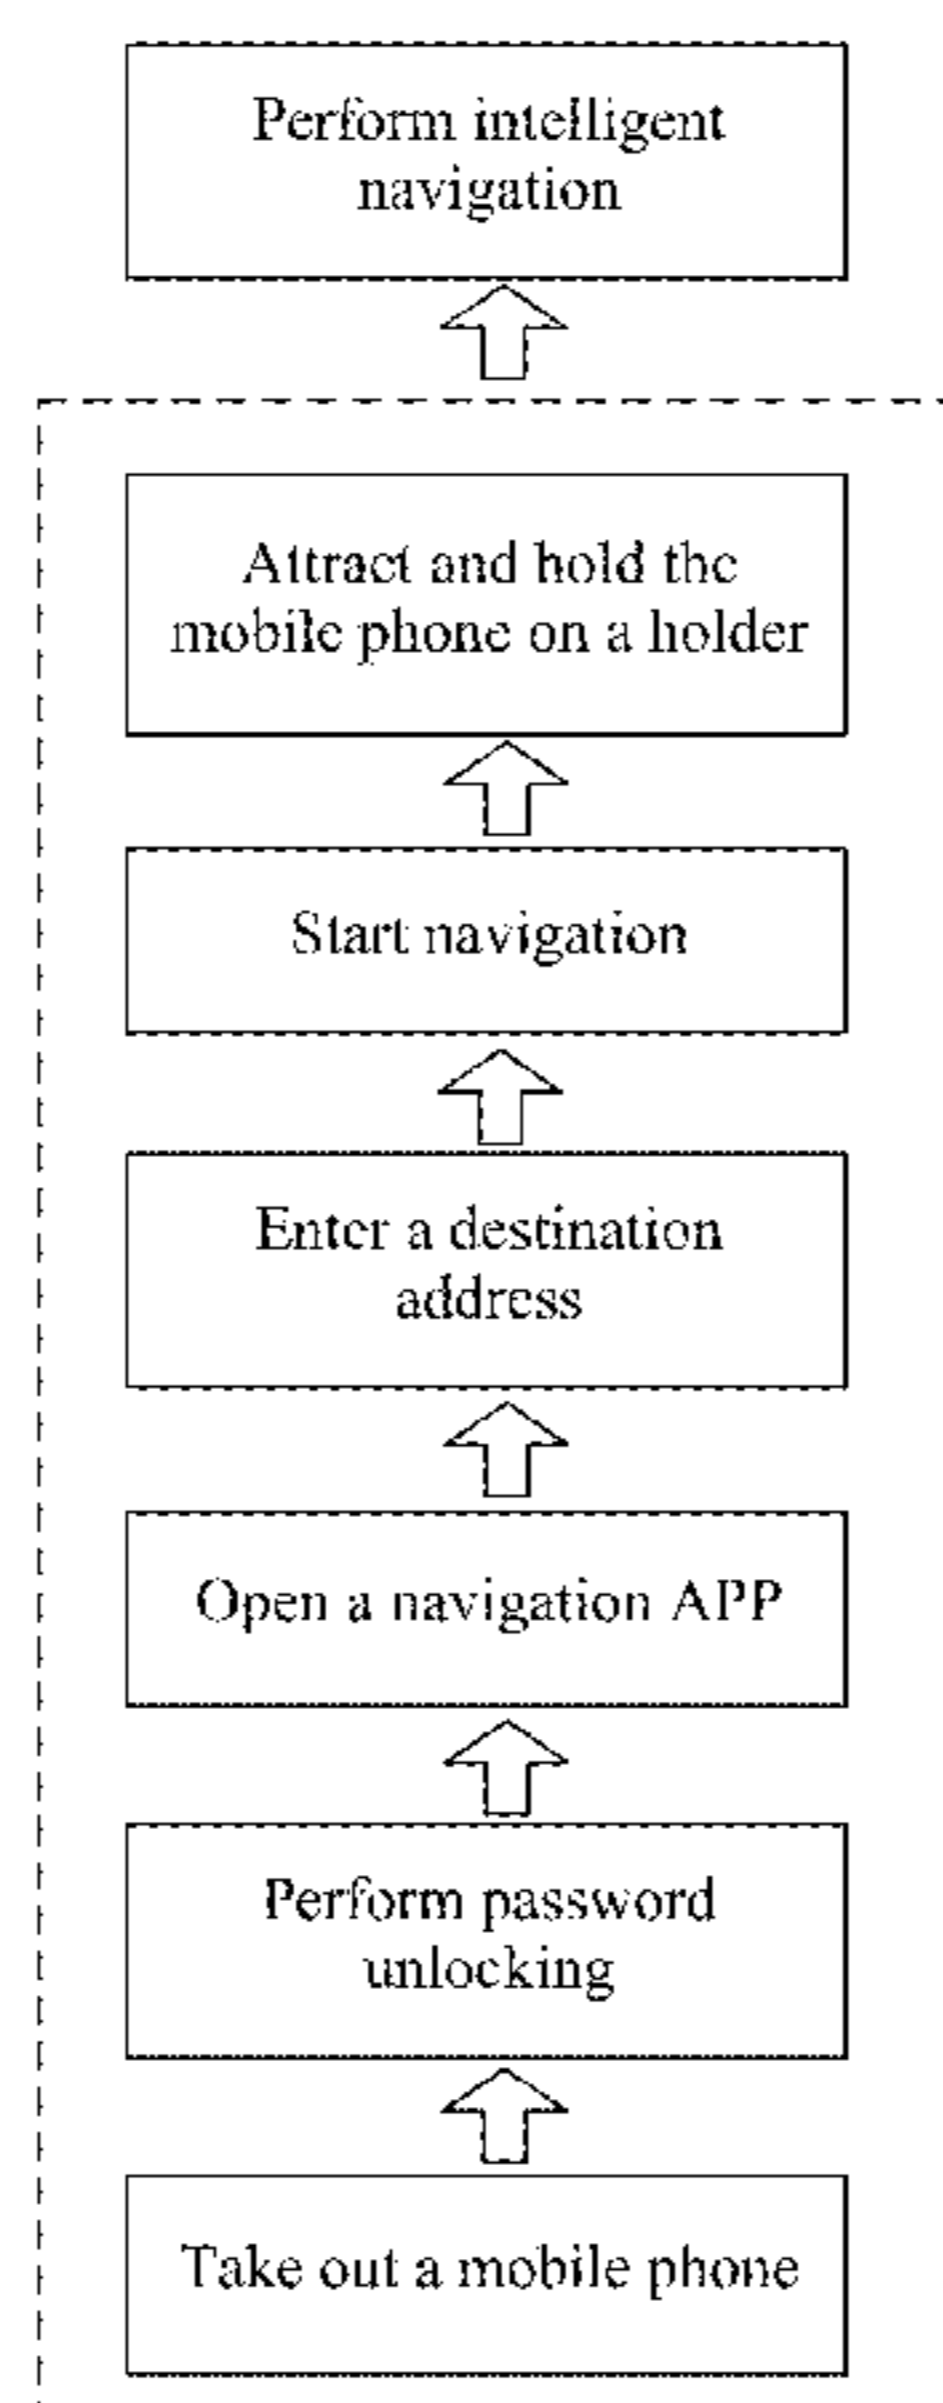 Perform intelligent
navigation
Attract and hold the
mobile phone on a holder
Start navigation
Enter a destination
address
Open a navigation APP
Perform password
unlocking
Take out a mobile phone